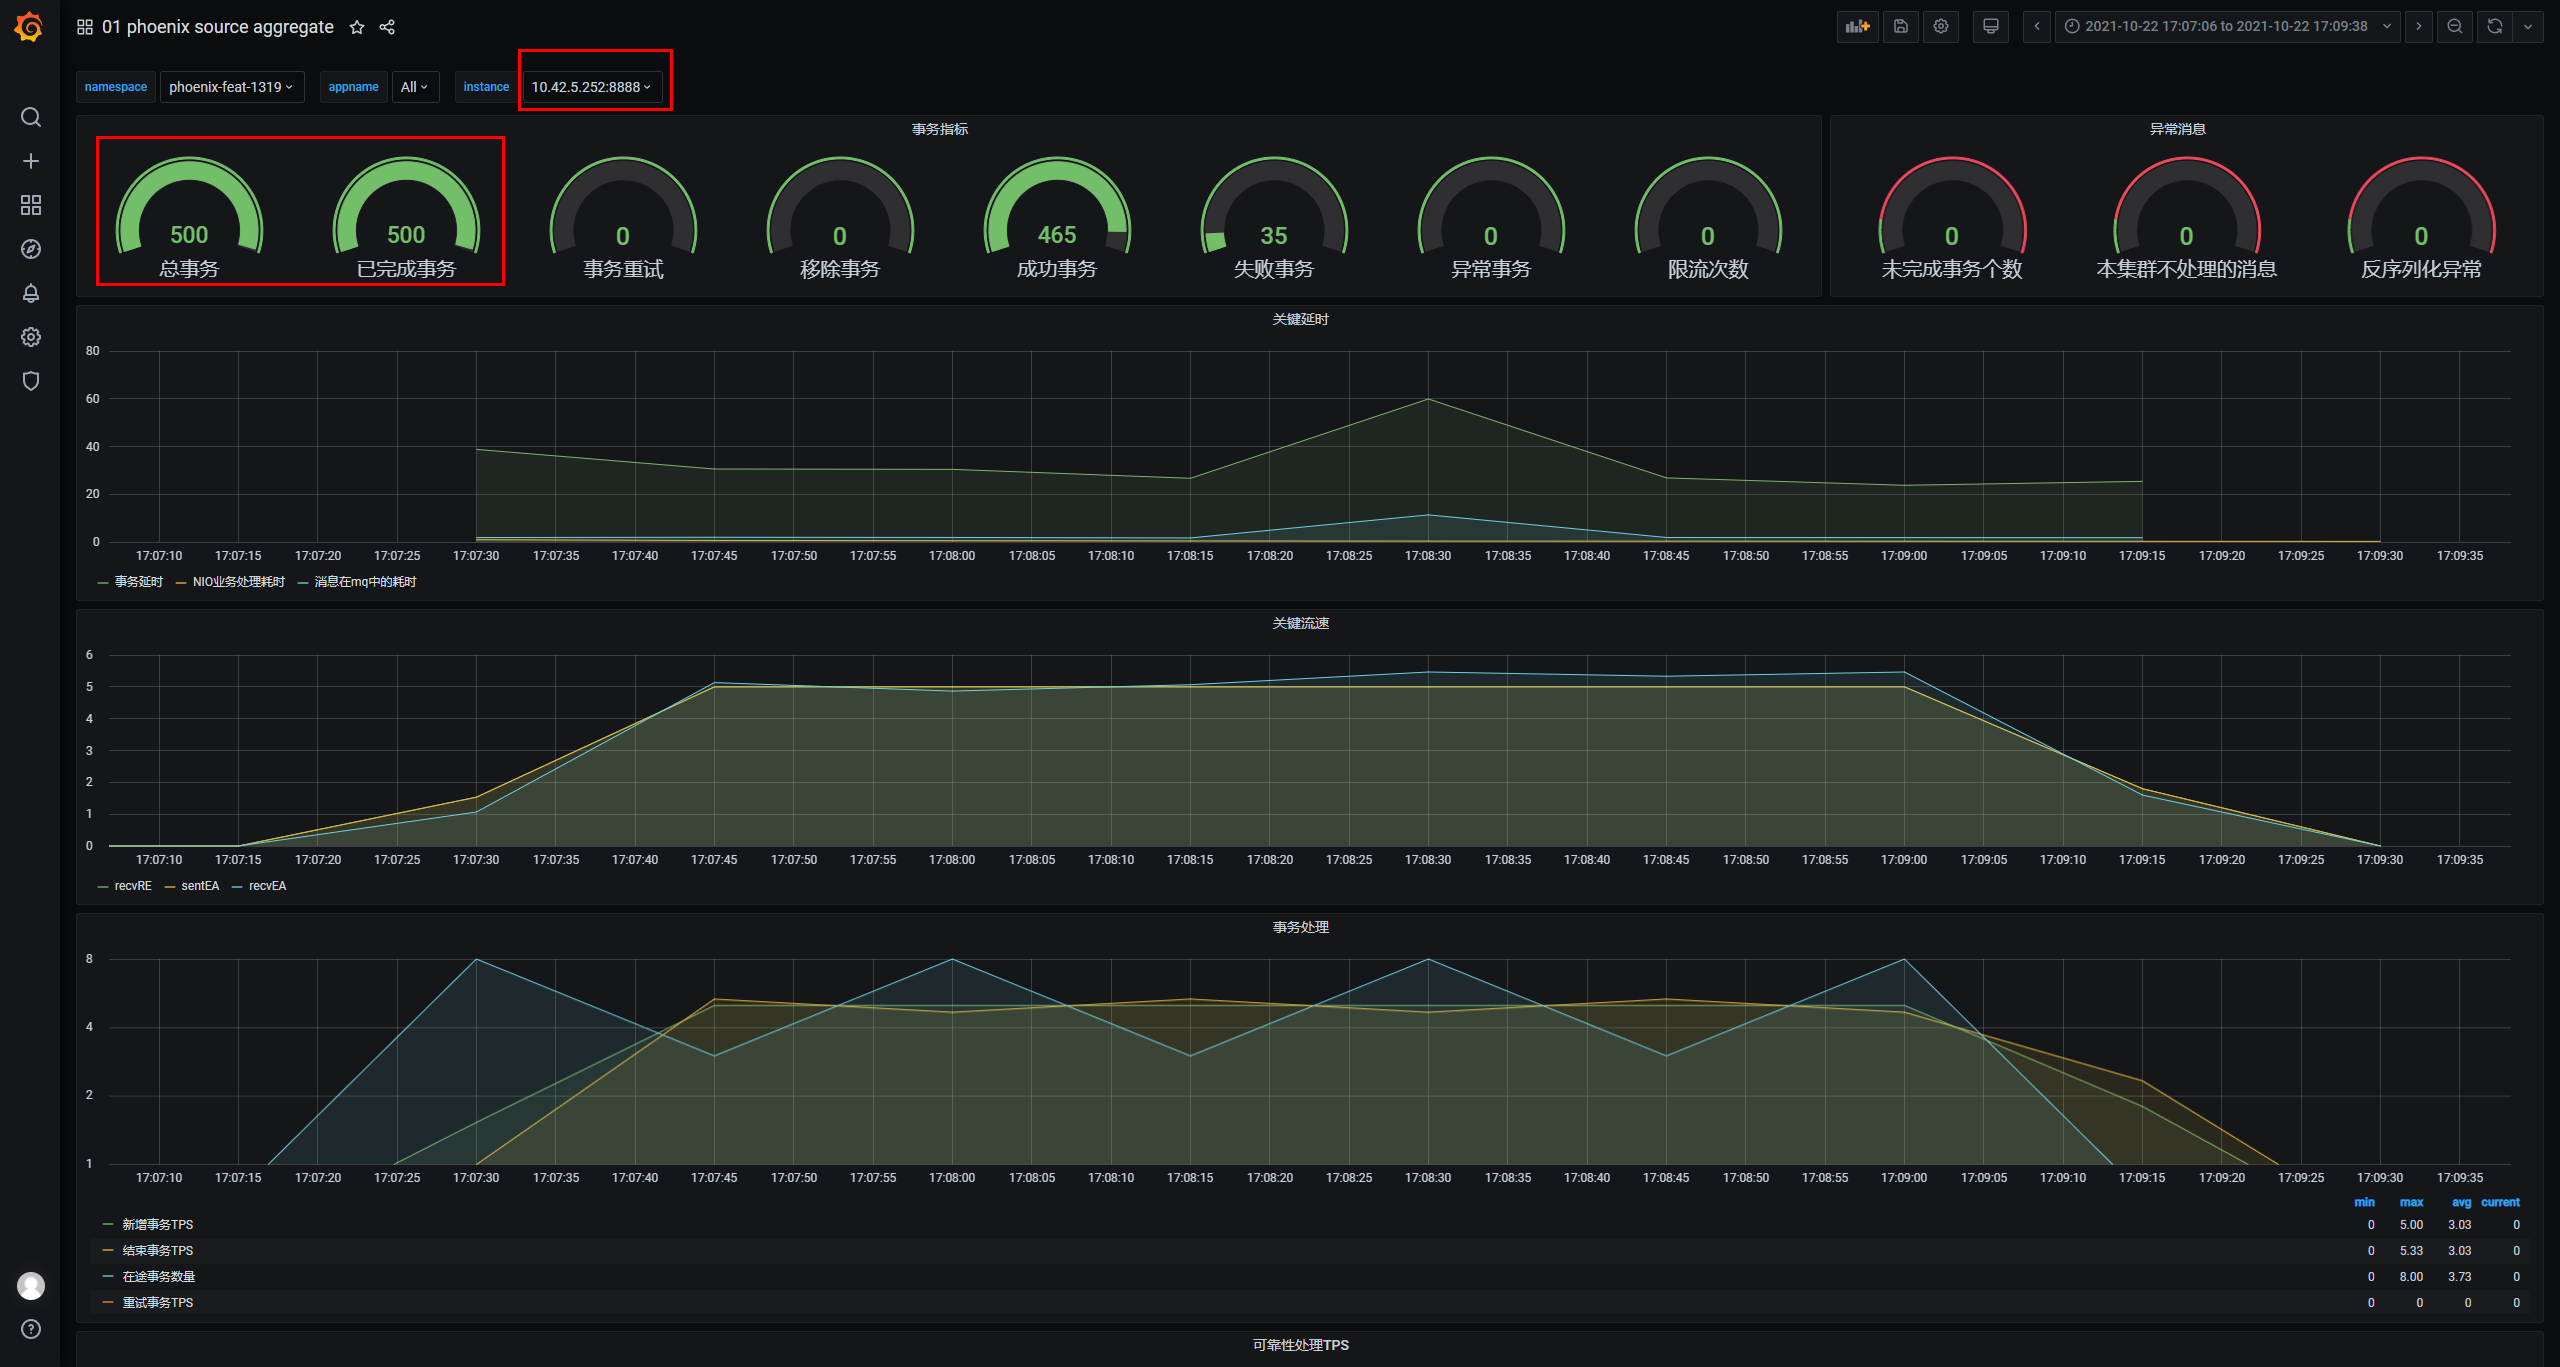 01 phoenix source aggregate
2021-10-22 17:07:06 to 2021-10-22 17:09:38
namespace phoenix-feat-1319 appname All instance 10.42.5.252:8888
事务指标
500 500 0 0 465 35 0 0
总事务 已完成事务 事务重试 移除事务 成功事务 失败事务 异常事务 限流次数
异常消息
0 0 0
未完成事务个数 本集群不处理的消息 反序列化异常
关键延时
80
60
40
20
0
17:07:10 17:07:15 17:07:20 17:07:25 17:07:30 17:07:35 17:07:40 17:07:45 17:07:50 17:07:55 17:08:00 17:08:05 17:08:10 17:08:15 17:08:20 17:08:25 17:08:30 17:08:35 17:08:40 17:08:45 17:08:50 17:08:55 17:09:00 17:09:05 17:09:10 17:09:15 17:09:20 17:09:25 17:09:30 17:09:35
事务延时 NIO业务处理耗时 消息在mq中的耗时
关键流速
6
5
4
3
2
1
0
17:07:10 17:07:15 17:07:20 17:07:25 17:07:30 17:07:35 17:07:40 17:07:45 17:07:50 17:07:55 17:08:00 17:08:05 17:08:10 17:08:15 17:08:20 17:08:25 17:08:30 17:08:35 17:08:40 17:08:45 17:08:50 17:08:55 17:09:00 17:09:05 17:09:10 17:09:15 17:09:20 17:09:25 17:09:30 17:09:35
recvRE sentEA recvEA
事务处理
8
4
2
1
17:07:10 17:07:15 17:07:20 17:07:25 17:07:30 17:07:35 17:07:40 17:07:45 17:07:50 17:07:55 17:08:00 17:08:05 17:08:10 17:08:15 17:08:20 17:08:25 17:08:30 17:08:35 17:08:40 17:08:45 17:08:50 17:08:55 17:09:00 17:09:05 17:09:10 17:09:15 17:09:20 17:09:25 17:09:30 17:09:35
min max avg current
新增事务TPS 0 5.00 3.03 0
结束事务TPS 0 5.33 3.03 0
在途事务数量 0 8.00 3.73 0
重试事务TPS 0 0 0 0
可靠性处理TPS